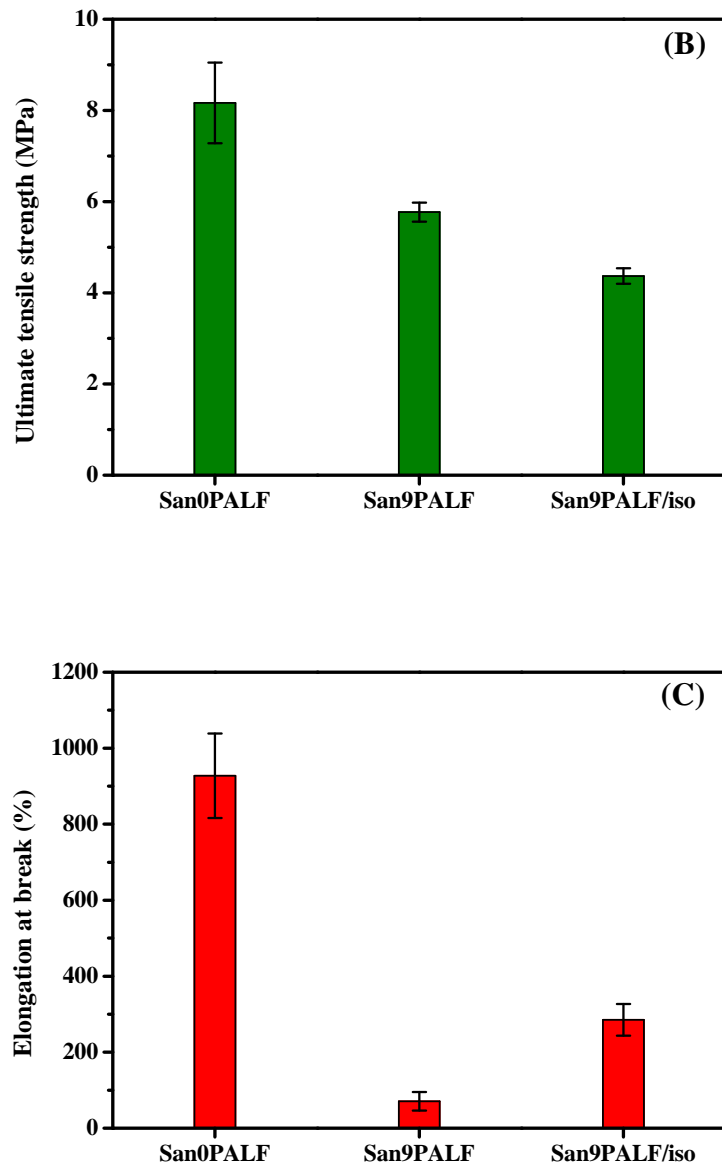 (B)
Ultimate tensile strength (MPa)
10
8
6
4
2
0
San0PALF San9PALF San9PALF/iso
(C)
Elongation at break (%)
1200
1000
800
600
400
200
0
San0PALF San9PALF San9PALF/iso